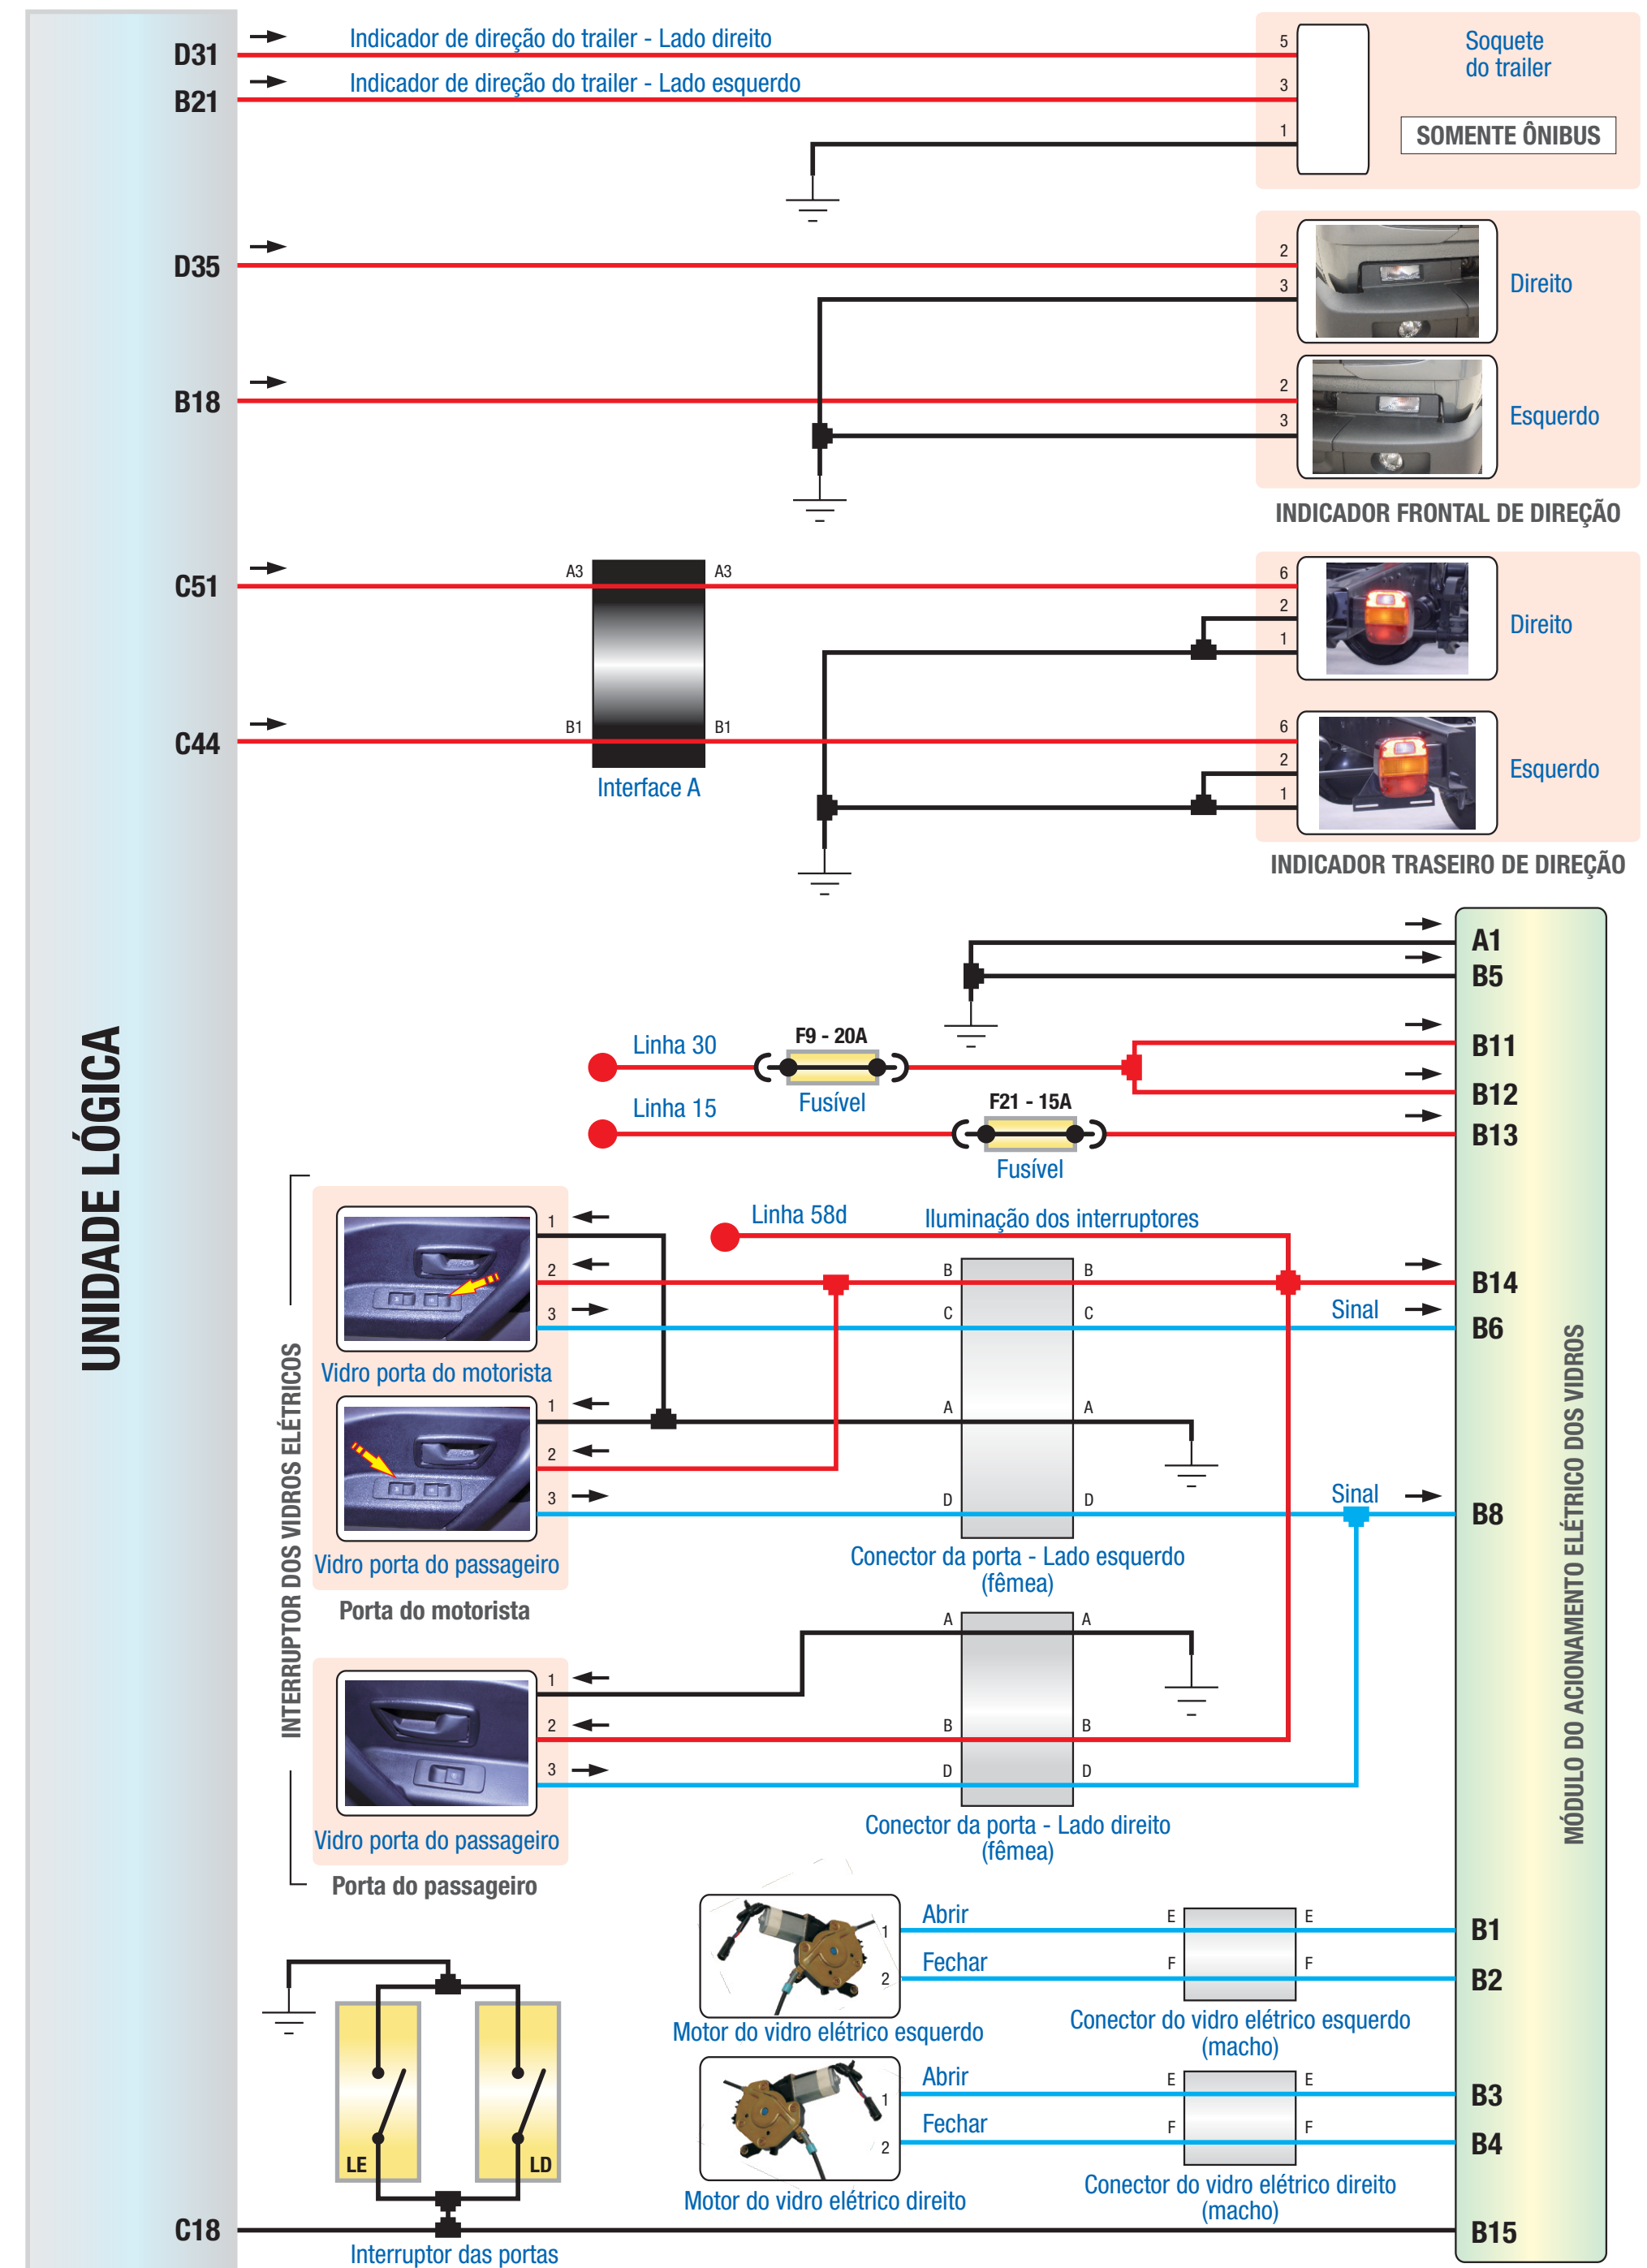 D31
Indicador de direção do trailer - Lado direito
5
Soquete
do trailer
B21
Indicador de direção do trailer - Lado esquerdo
3
1
SOMENTE ÔNIBUS
D35
2
3
Direito
B18
2
3
Esquerdo
INDICADOR FRONTAL DE DIREÇÃO
C51
A3
A3
6
2
1
Direito
C44
B1
B1
Interface A
6
2
1
Esquerdo
INDICADOR TRASEIRO DE DIREÇÃO
UNIDADE LÓGICA
A1
B5
Linha 30
F9 - 20A
Fusível
B11
B12
Linha 15
F21 - 15A
Fusível
B13
INTERRUPTOR DOS VIDROS ELÉTRICOS
1
2
3
Vidro porta do motorista
Linha 58d
Iluminação dos interruptores
B
B
B14
C
C
Sinal
B6
1
2
3
Vidro porta do passageiro
Porta do motorista
A
A
D
D
Sinal
B8
Conector da porta - Lado esquerdo
(fêmea)
MÓDULO DO ACIONAMENTO ELÉTRICO DOS VIDROS
1
2
3
Vidro porta do passageiro
Porta do passageiro
A
A
B
B
D
D
Conector da porta - Lado direito
(fêmea)
1
Abrir
E
E
B1
2
Fechar
F
F
B2
Motor do vidro elétrico esquerdo
Conector do vidro elétrico esquerdo
(macho)
1
Abrir
E
E
B3
2
Fechar
F
F
B4
Motor do vidro elétrico direito
Conector do vidro elétrico direito
(macho)
LE
LD
C18
B15
Interruptor das portas